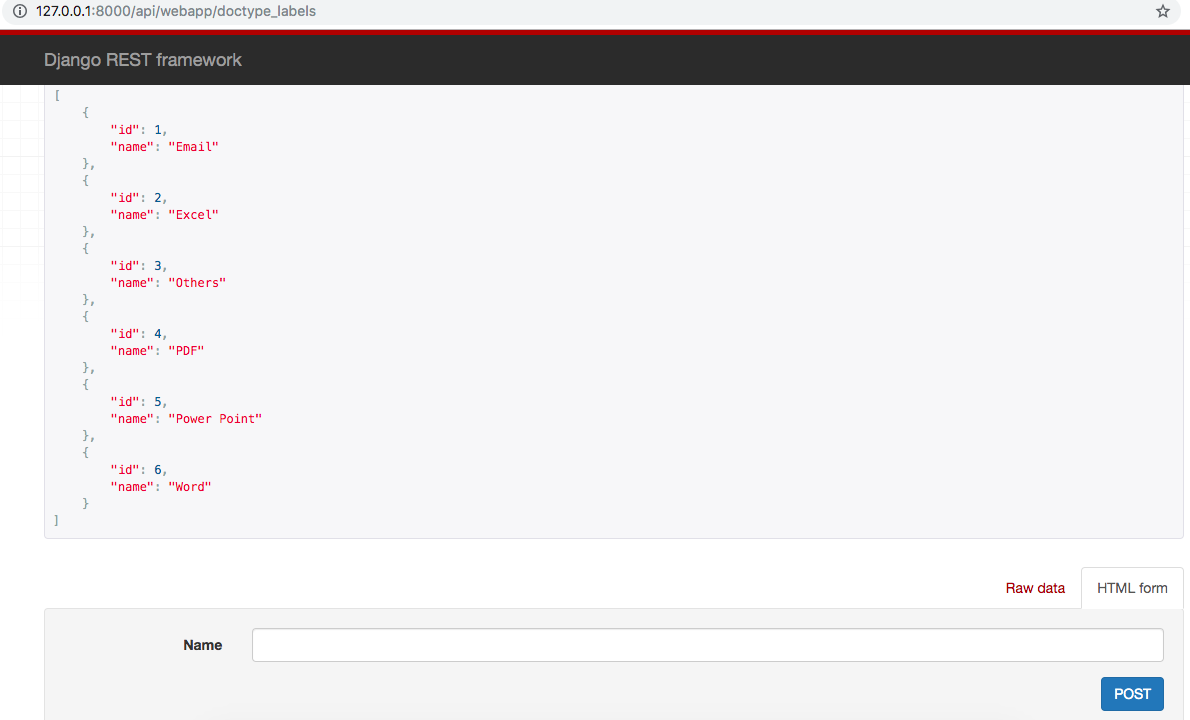 127.0.0.1:8000/api/webapp/doctype_labels
Django REST framework
[
{
"id": 1,
"name": "Email"
},
{
"id": 2,
"name": "Excel"
},
{
"id": 3,
"name": "Others"
},
{
"id": 4,
"name": "PDF"
},
{
"id": 5,
"name": "Power Point"
},
{
"id": 6,
"name": "Word"
}
]
Raw data HTML form
Name
POST